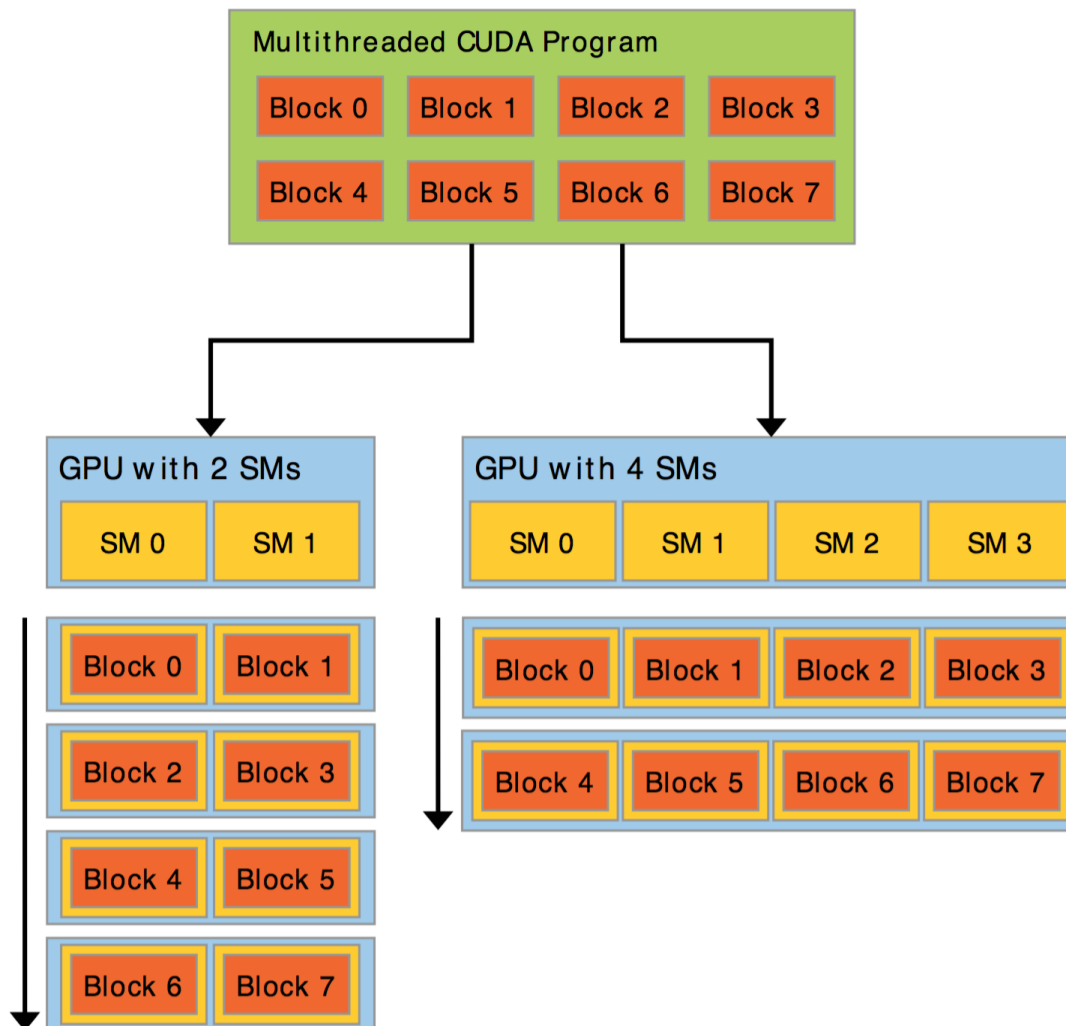 Multithreaded CUDA Program
Block 0 Block 1 Block 2 Block 3
Block 4 Block 5 Block 6 Block 7
GPU with 2 SMs
SM 0 SM 1
Block 0 Block 1
Block 2 Block 3
Block 4 Block 5
Block 6 Block 7
GPU with 4 SMs
SM 0 SM 1 SM 2 SM 3
Block 0 Block 1 Block 2 Block 3
Block 4 Block 5 Block 6 Block 7